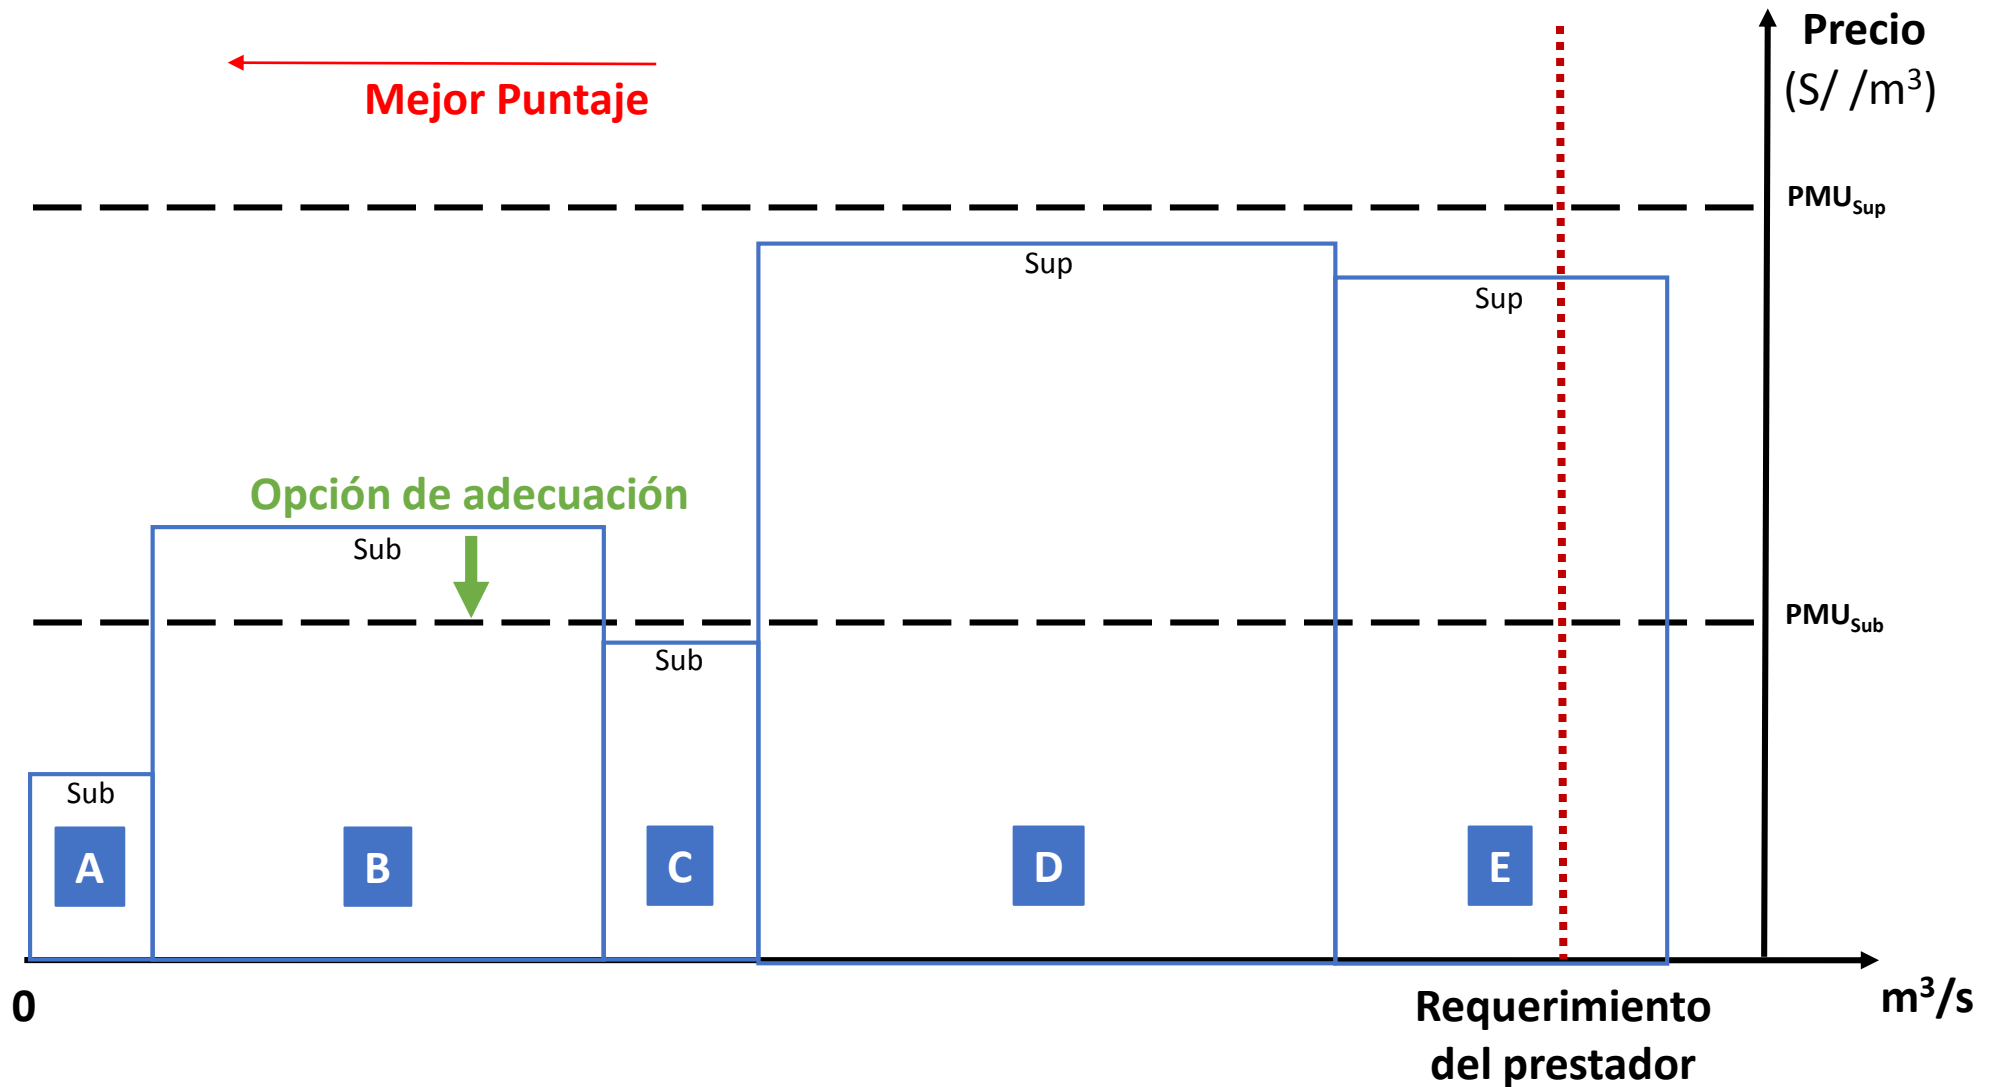 Precio
(S/ /m³)
Mejor Puntaje
PMU_Sup
Sup
Sup
Opción de adecuación
Sub
PMU_Sub
Sub
Sub
A
B
C
D
E
0
Requerimiento
del prestador
m³/s